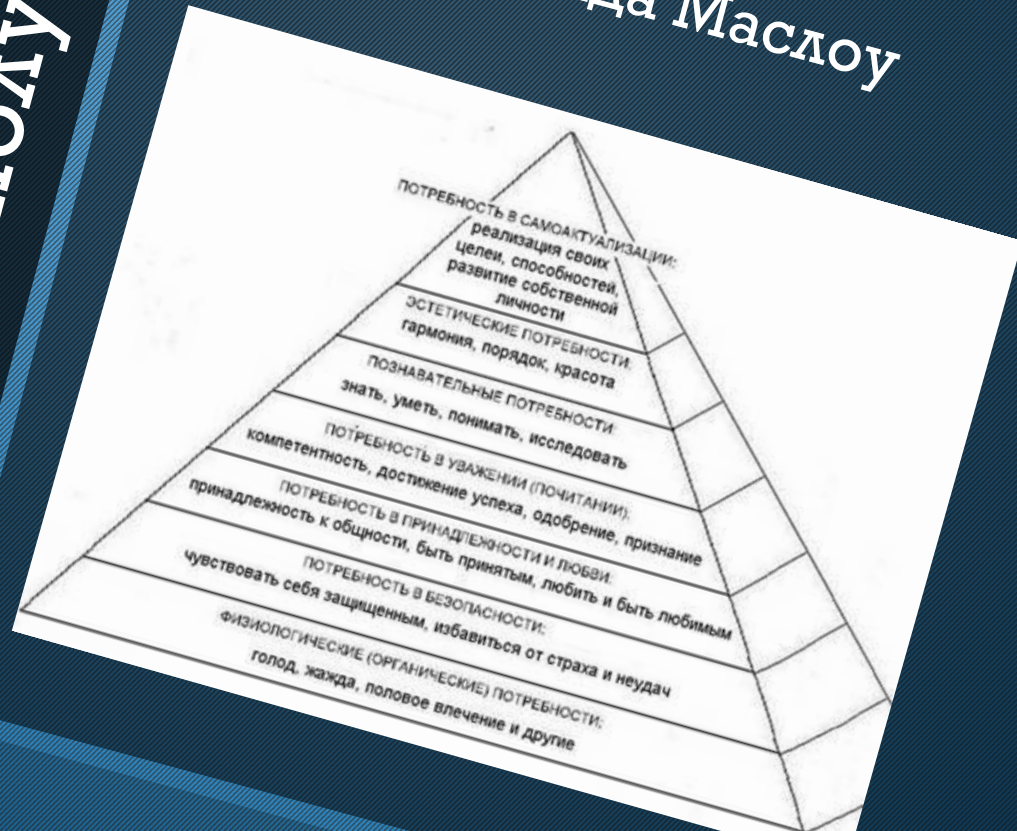 да Маслоу
ПОТРЕБНОСТЬ В САМОАКТУАЛИЗАЦИИ:
реализация своих
целеи, способностей,
развитие собственной
личности
ЭСТЕТИЧЕСКИЕ ПОТРЕБНОСТИ:
гармония, порядок, красота
ПОЗНАВАТЕЛЬНЫЕ ПОТРЕБНОСТИ:
знать, уметь, понимать, исследовать
ПОТРЕБНОСТЬ В УВАЖЕНИИ (ПОЧИТАНИИ):
компетентность, достижение успеха, одобрение, признание
ПОТРЕБНОСТЬ В ПРИНАДЛЕЖНОСТИ И ЛЮБВИ:
принадлежность к общности, быть принятым, любить и быть любимым
ПОТРЕБНОСТЬ В БЕЗОПАСНОСТИ:
чувствовать себя защищенным, избавиться от страха и неудач
ФИЗИОЛОГИЧЕСКИЕ (ОРГАНИЧЕСКИЕ) ПОТРЕБНОСТИ:
голод, жажда, половое влечение и другие